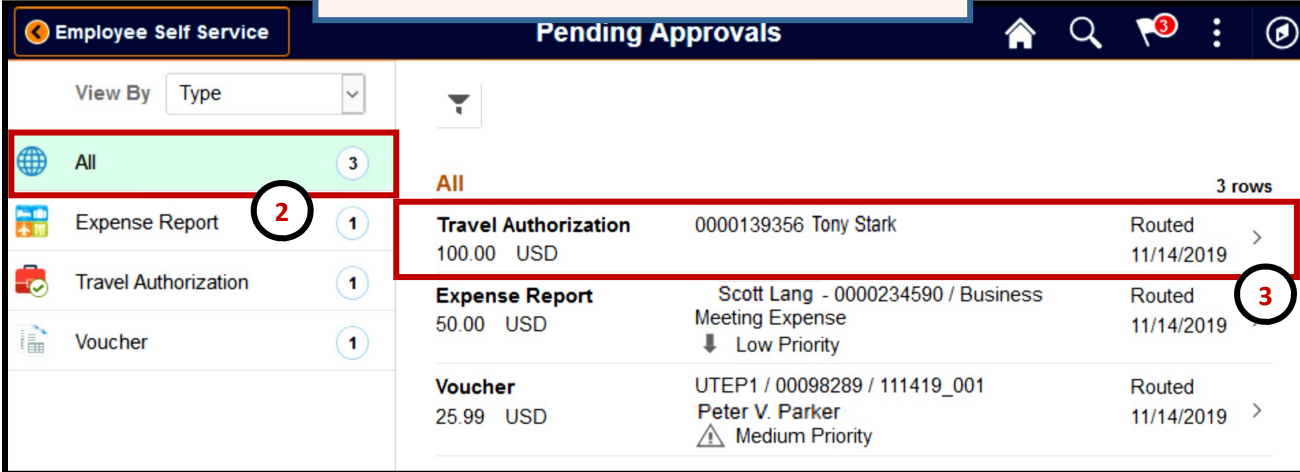 Employee Self Service
Pending Approvals
3
View By Type
All 3
Expense Report 1
Travel Authorization 1
Voucher 1
2
All
3 rows
Travel Authorization 0000139356 Tony Stark Routed
100.00 USD 11/14/2019
Expense Report Scott Lang - 0000234590 / Business Routed
50.00 USD Meeting Expense 11/14/2019
Low Priority
3
Voucher UTEP1 / 00098289 / 111419_001 Routed
25.99 USD Peter V. Parker 11/14/2019
Medium Priority